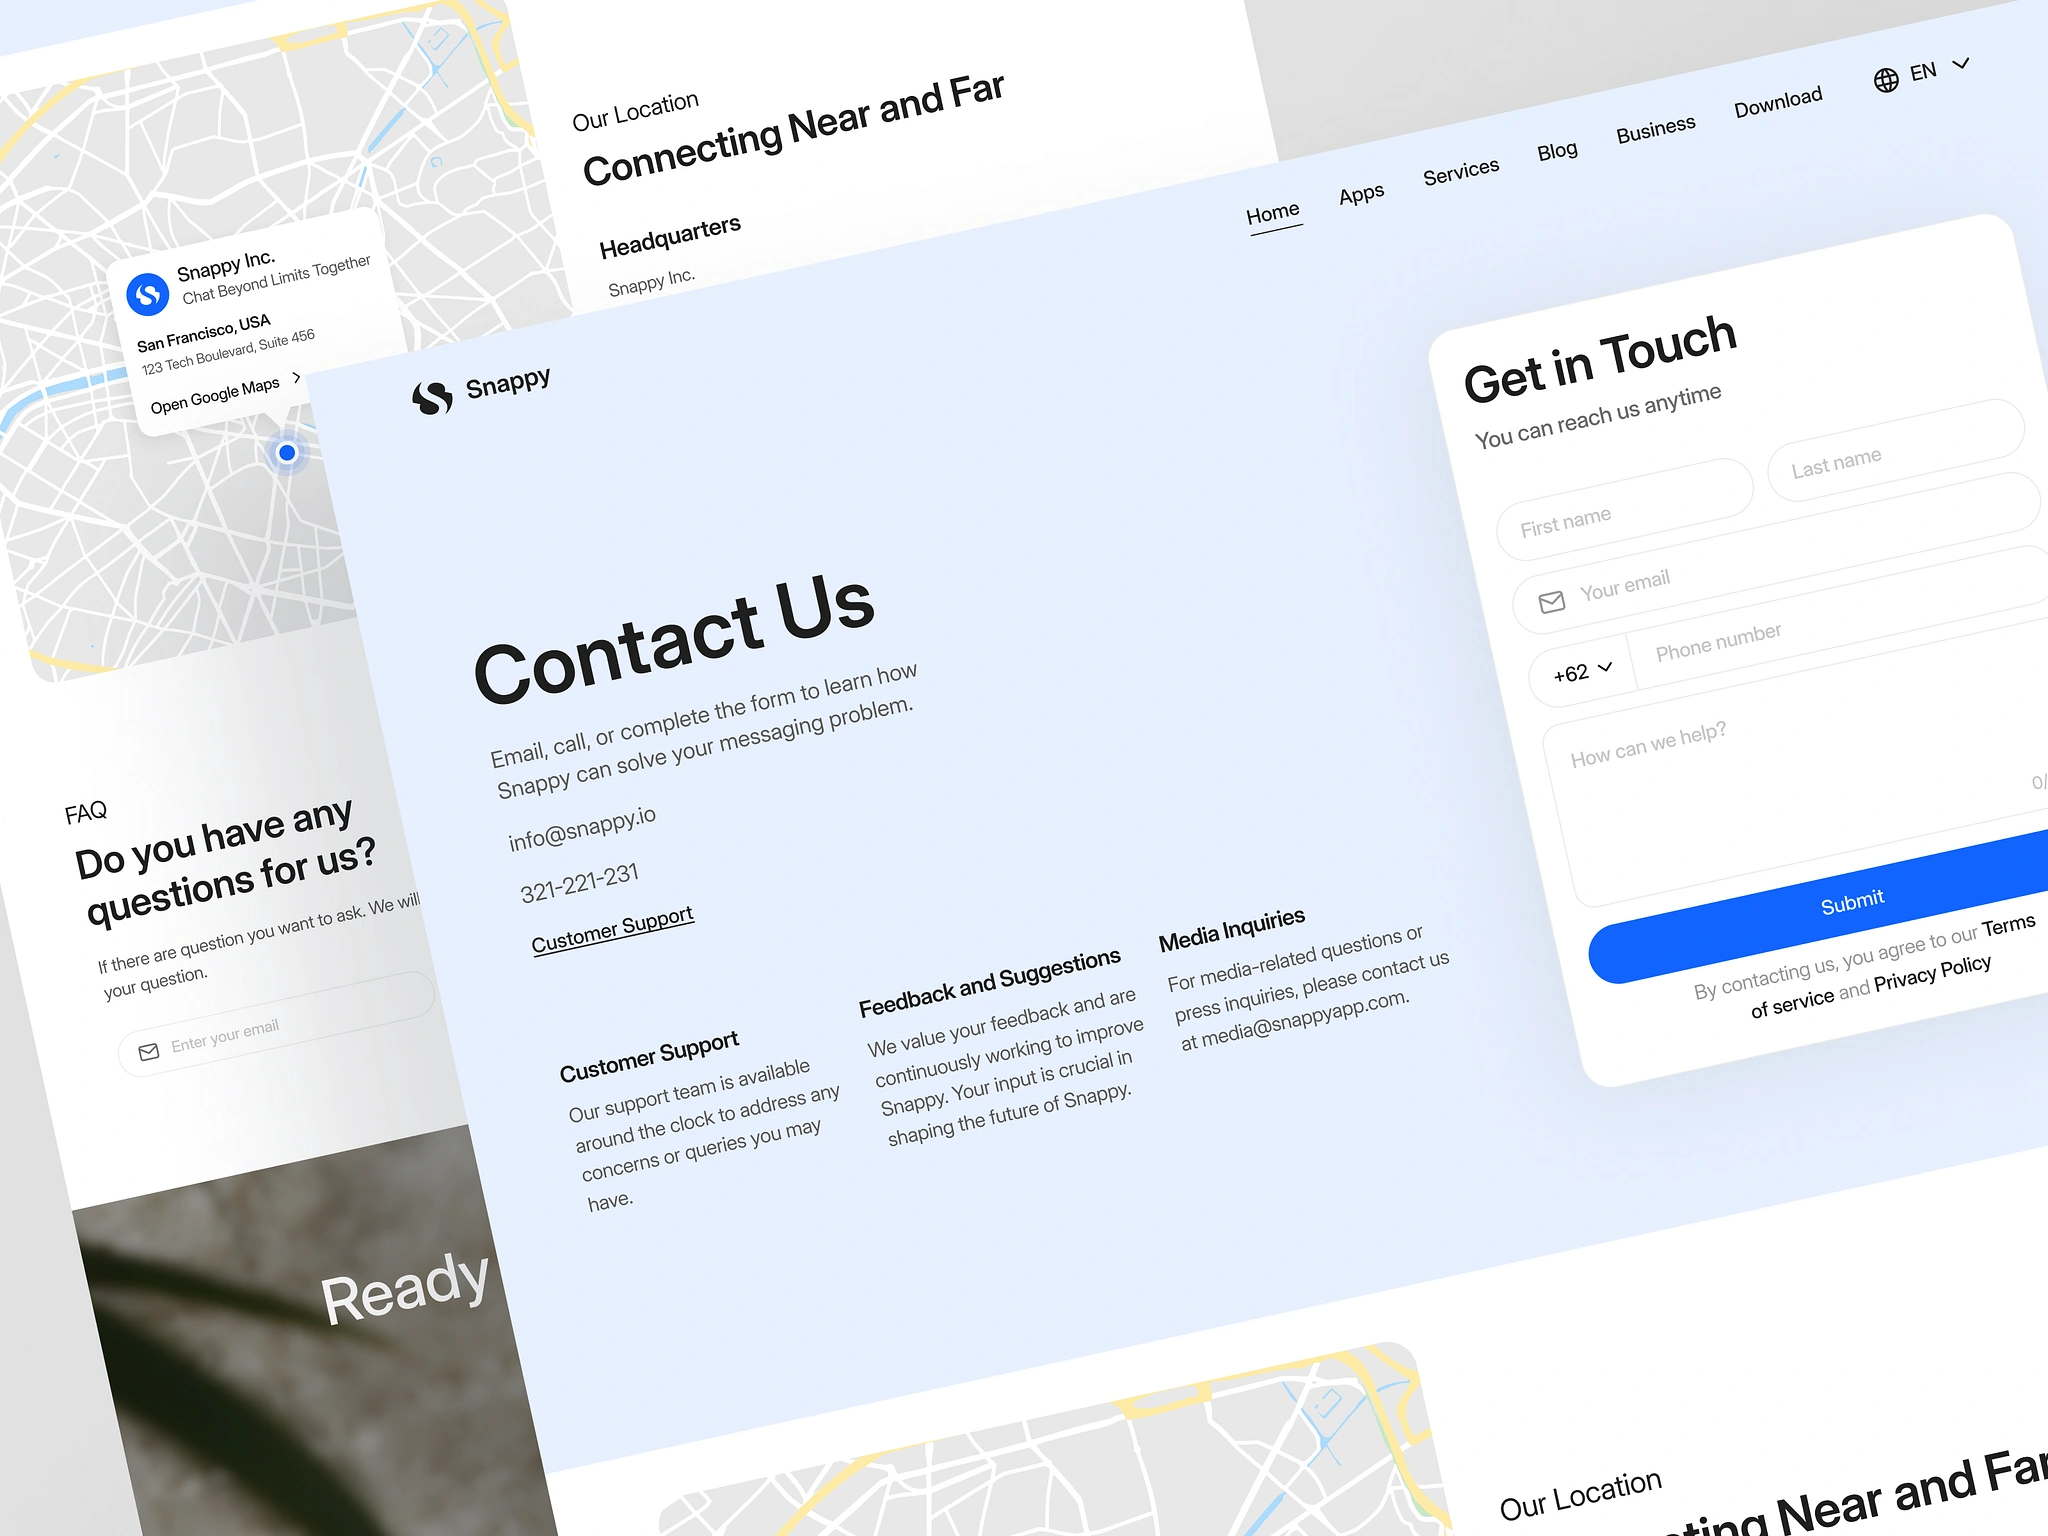 Our Location
Connecting Near and Far
Headquarters
Snappy Inc.
Snappy Inc.
Chat Beyond Limits Together
San Francisco, USA
123 Tech Boulevard, Suite 456
Open Google Maps
FAQ
Do you have any
questions for us?
If there are question you want to ask. We will
your question.
Enter your email
Ready
Snappy
Home
Apps
Services
Blog
Business
Download
EN
Contact Us
Email, call, or complete the form to learn how
Snappy can solve your messaging problem.
info@snappy.io
321-221-231
Customer Support
Customer Support
Our support team is available
around the clock to address any
concerns or queries you may
have.
Feedback and Suggestions
We value your feedback and are
continuously working to improve
Snappy. Your input is crucial in
shaping the future of Snappy.
Media Inquiries
For media-related questions or
press inquiries, please contact us
at media@snappyapp.com.
Get in Touch
You can reach us anytime
First name
Last name
Your email
+62
Phone number
How can we help?
0/
Submit
By contacting us, you agree to our Terms
of service and Privacy Policy
Our Location
Near and Far